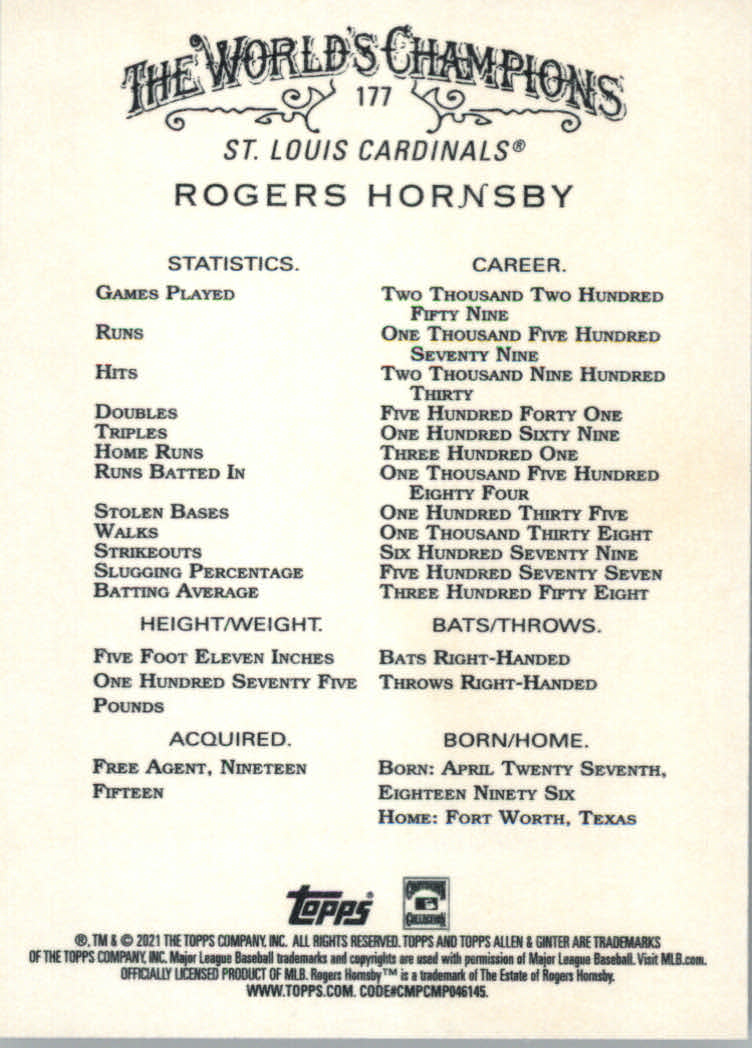 THE WORLD'S CHAMPIONS
177
ST. LOUIS CARDINALS®
ROGERS HORNSBY
STATISTICS. CAREER.
GAMES PLAYED TWO THOUSAND TWO HUNDRED
FIFTY NINE
RUNS ONE THOUSAND FIVE HUNDRED
SEVENTY NINE
HITS TWO THOUSAND NINE HUNDRED
THIRTY
DOUBLES FIVE HUNDRED FORTY ONE
TRIPLES ONE HUNDRED SIXTY NINE
HOME RUNS THREE HUNDRED ONE
RUNS BATTED IN ONE THOUSAND FIVE HUNDRED
EIGHTY FOUR
STOLEN BASES ONE HUNDRED THIRTY FIVE
WALKS ONE THOUSAND THIRTY EIGHT
STRIKEOUTS SIX HUNDRED SEVENTY NINE
SLUGGING PERCENTAGE FIVE HUNDRED SEVENTY SEVEN
BATTING AVERAGE THREE HUNDRED FIFTY EIGHT
HEIGHT/WEIGHT. BATS/THROWS.
FIVE FOOT ELEVEN INCHES BATS RIGHT-HANDED
ONE HUNDRED SEVENTY FIVE THROWS RIGHT-HANDED
POUNDS
ACQUIRED. BORN/HOME.
FREE AGENT, NINETEEN BORN: APRIL TWENTY SEVENTH,
FIFTEEN EIGHTEEN NINETY SIX
HOME: FORT WORTH, TEXAS
Topps® COOPERSTOWN COLLECTION
®, TM & © 2021 THE TOPPS COMPANY, INC. ALL RIGHTS RESERVED. TOPPS AND TOPPS ALLEN & GINTER ARE TRADEMARKS
OF THE TOPPS COMPANY, INC. Major League Baseball trademarks and copyrights are used with permission of Major League Baseball. Visit MLB.com.
OFFICIALLY LICENSED PRODUCT OF MLB. Rogers Hornsby™ is a trademark of The Estate of Rogers Hornsby.
WWW.TOPPS.COM. CODE#CMPCMP046145.